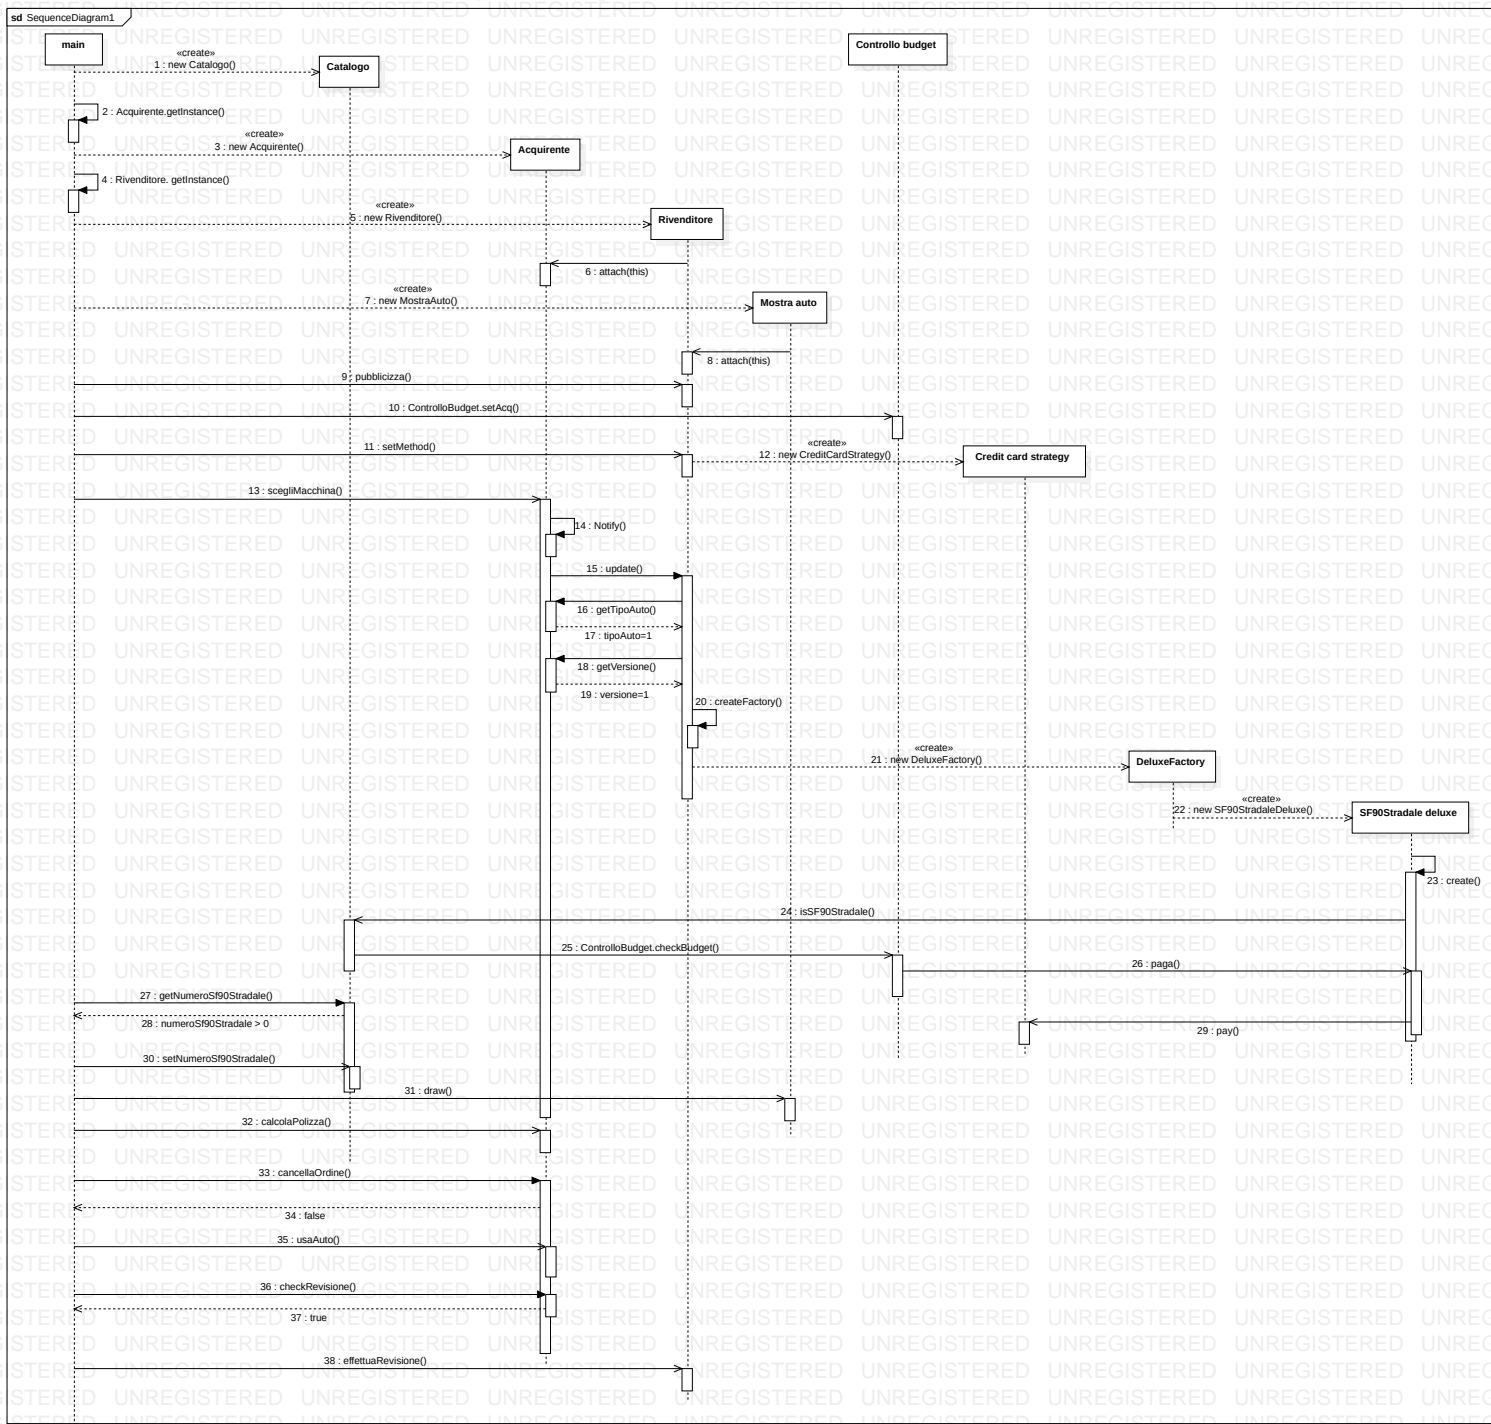 sd SequenceDiagram1
main
Controllo budget
«create»
1 : new Catalogo()
Catalogo
2 : Acquirente.getInstance()
«create»
3 : new Acquirente()
Acquirente
4 : Rivenditore. getInstance()
«create»
5 : new Rivenditore()
Rivenditore
6 : attach(this)
«create»
7 : new MostraAuto()
Mostra auto
8 : attach(this)
9 : pubblicizza()
10 : ControlloBudget.setAcq()
11 : setMethod()
«create»
12 : new CreditCardStrategy()
Credit card strategy
13 : scegliMacchina()
14 : Notify()
15 : update()
16 : getTipoAuto()
17 : tipoAuto=1
18 : getVersione()
19 : versione=1
20 : createFactory()
«create»
21 : new DeluxeFactory()
DeluxeFactory
«create»
22 : new SF90StradaleDeluxe()
SF90Stradale deluxe
23 : create()
24 : isSF90Stradale()
25 : ControlloBudget.checkBudget()
26 : paga()
27 : getNumeroSf90Stradale()
28 : numeroSf90Stradale > 0
29 : pay()
30 : setNumeroSf90Stradale()
31 : draw()
32 : calcolaPolizza()
33 : cancellaOrdine()
34 : false
35 : usaAuto()
36 : checkRevisione()
37 : true
38 : effettuaRevisione()